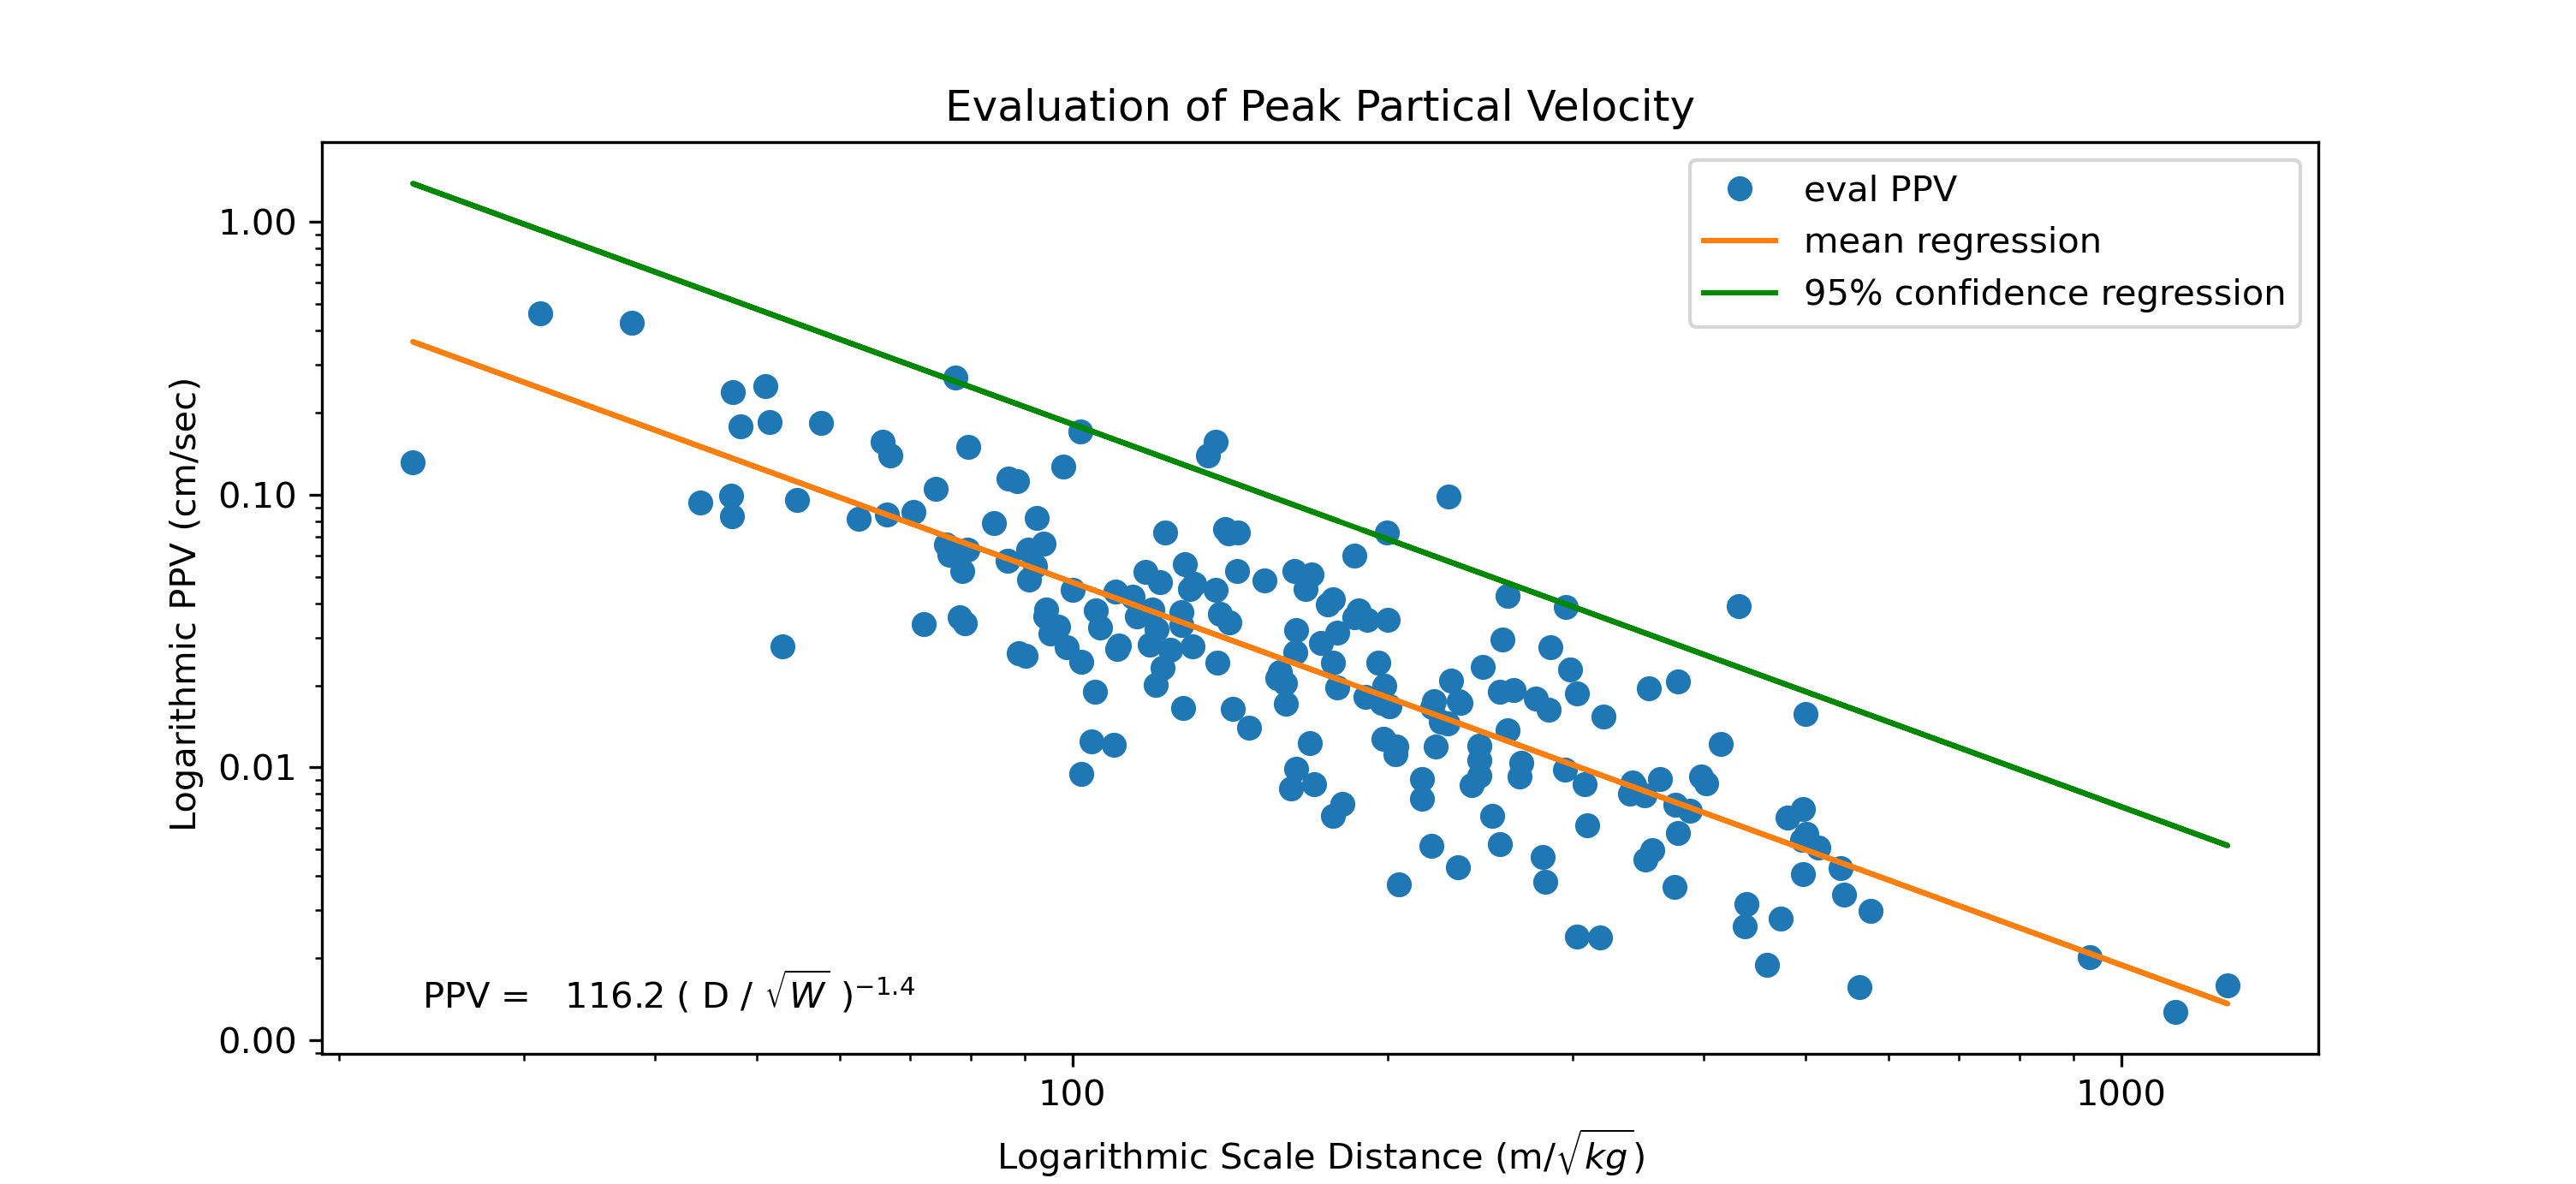 Evaluation of Peak Partical Velocity
eval PPV
mean regression
95% confidence regression
Logarithmic PPV (cm/sec)
1.00
0.10
0.01
0.00
PPV = 116.2 ( D / √W )^−1.4
100
1000
Logarithmic Scale Distance (m/√kg)